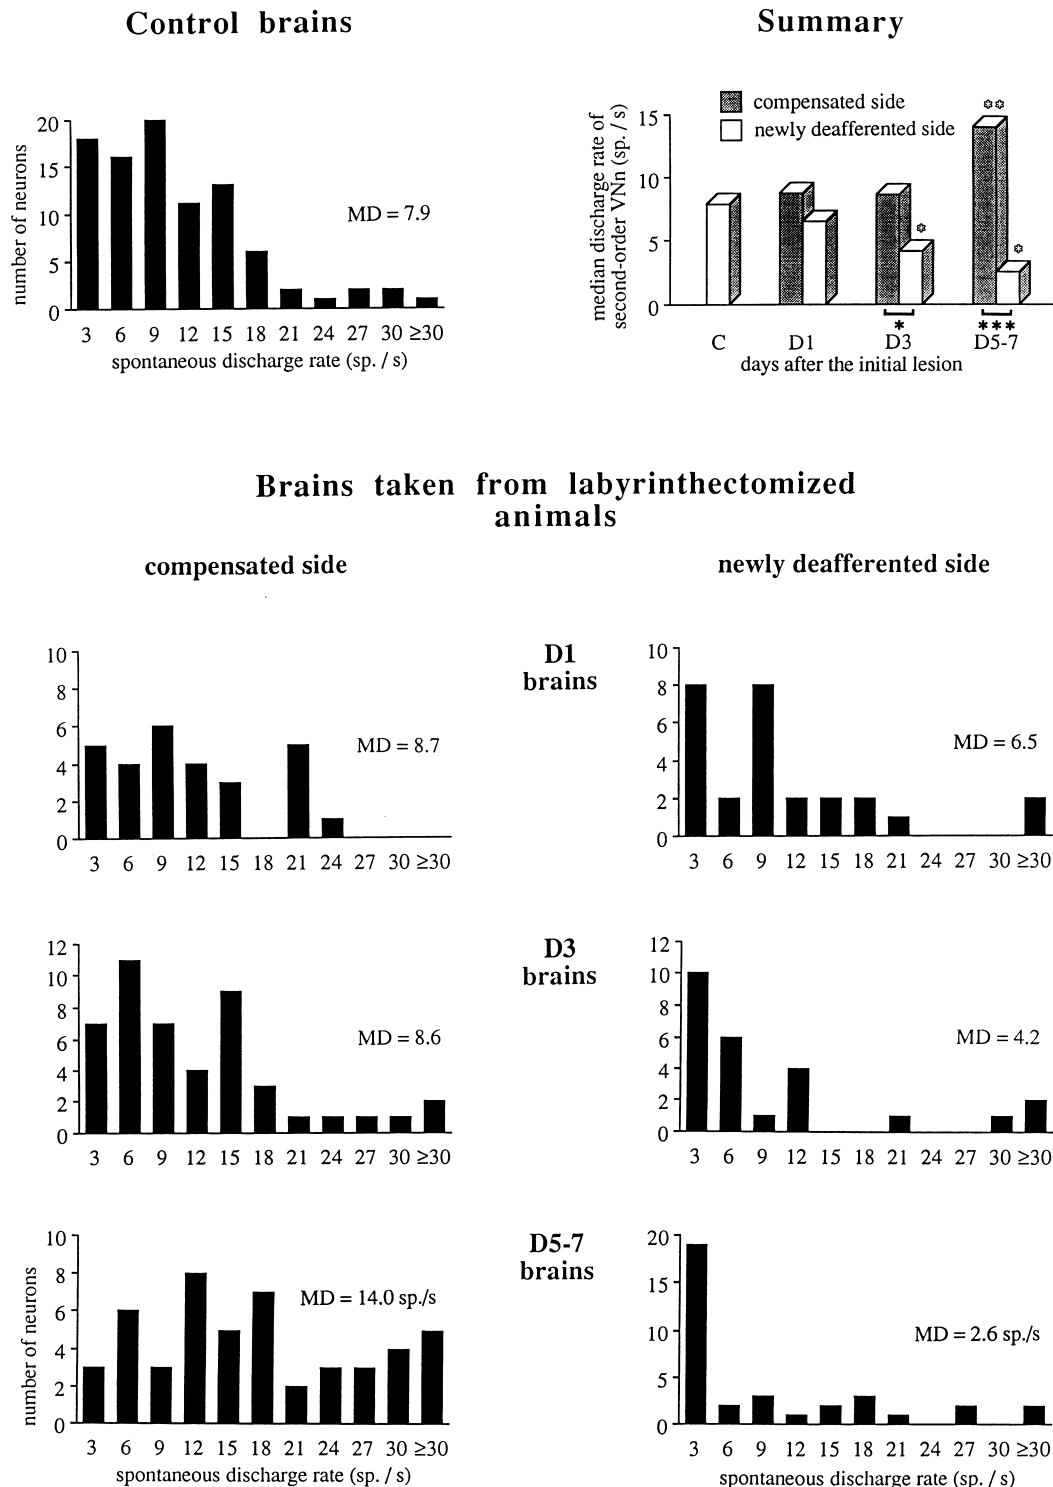 Control brains
number of neurons
20
15
10
5
0
MD = 7.9
3 6 9 12 15 18 21 24 27 30 ≥30
spontaneous discharge rate (sp. / s)
Summary
median discharge rate of
second-order VNn (sp. / s)
compensated side
newly deafferented side
15
10
5
0
**
*
*
* ***
C D1 D3 D5-7
days after the initial lesion
Brains taken from labyrinthectomized
animals
compensated side
newly deafferented side
D1
brains
10
8
6
4
2
0
MD = 8.7
3 6 9 12 15 18 21 24 27 30 ≥30
10
8
6
4
2
0
MD = 6.5
3 6 9 12 15 18 21 24 27 30 ≥30
D3
brains
12
10
8
6
4
2
0
MD = 8.6
3 6 9 12 15 18 21 24 27 30 ≥30
12
10
8
6
4
2
0
MD = 4.2
3 6 9 12 15 18 21 24 27 30 ≥30
D5-7
brains
number of neurons
10
8
6
4
2
0
MD = 14.0 sp./s
3 6 9 12 15 18 21 24 27 30 ≥30
spontaneous discharge rate (sp. / s)
20
15
10
5
0
MD = 2.6 sp./s
3 6 9 12 15 18 21 24 27 30 ≥30
spontaneous discharge rate (sp. / s)